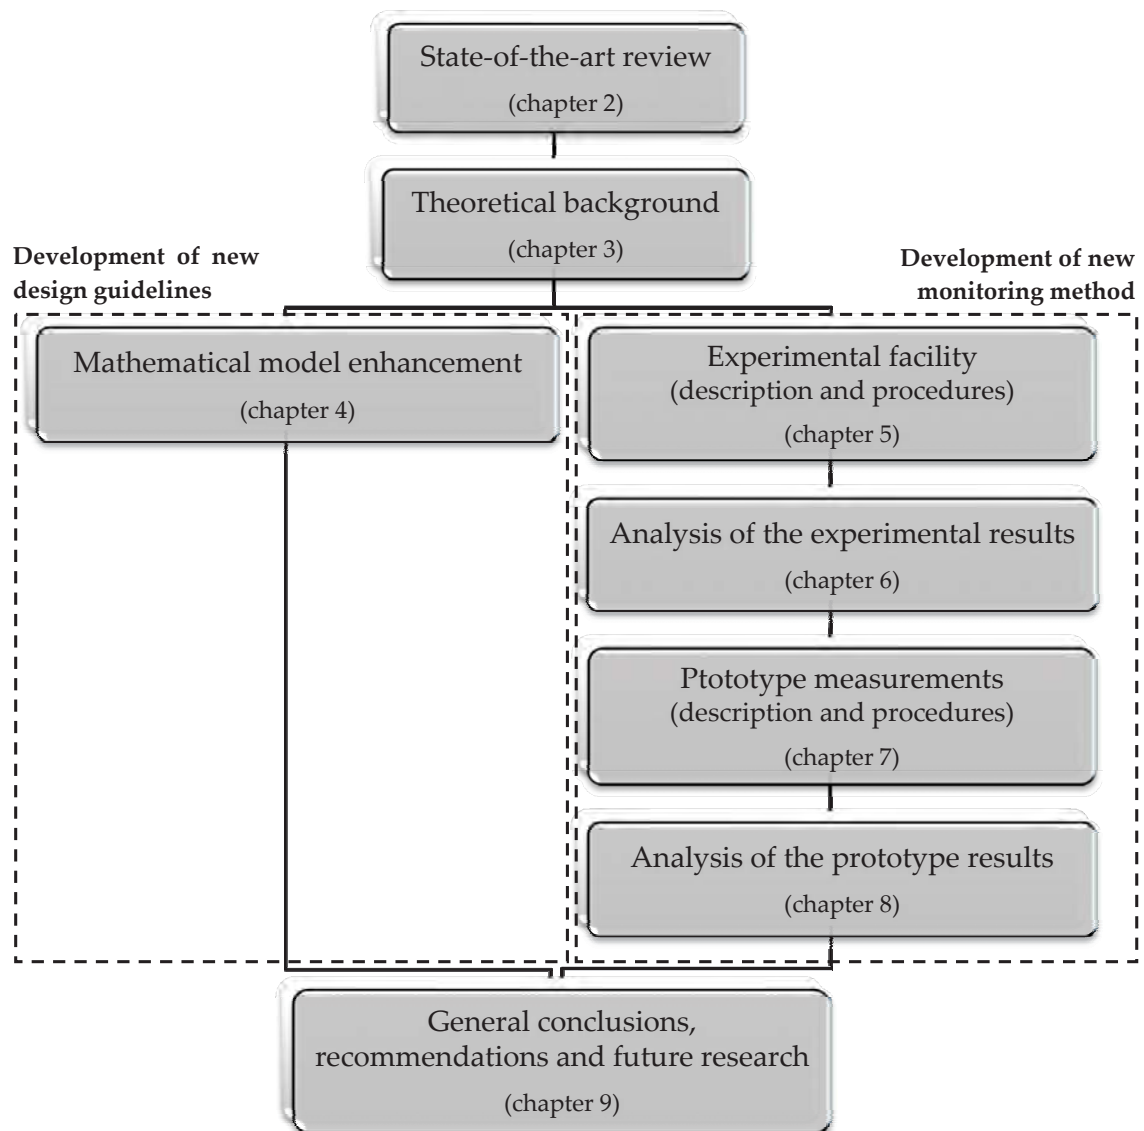 State-of-the-art review
(chapter 2)
Theoretical background
(chapter 3)
Development of new
design guidelines
Development of new
monitoring method
Mathematical model enhancement
(chapter 4)
Experimental facility
(description and procedures)
(chapter 5)
Analysis of the experimental results
(chapter 6)
Ptototype measurements
(description and procedures)
(chapter 7)
Analysis of the prototype results
(chapter 8)
General conclusions,
recommendations and future research
(chapter 9)